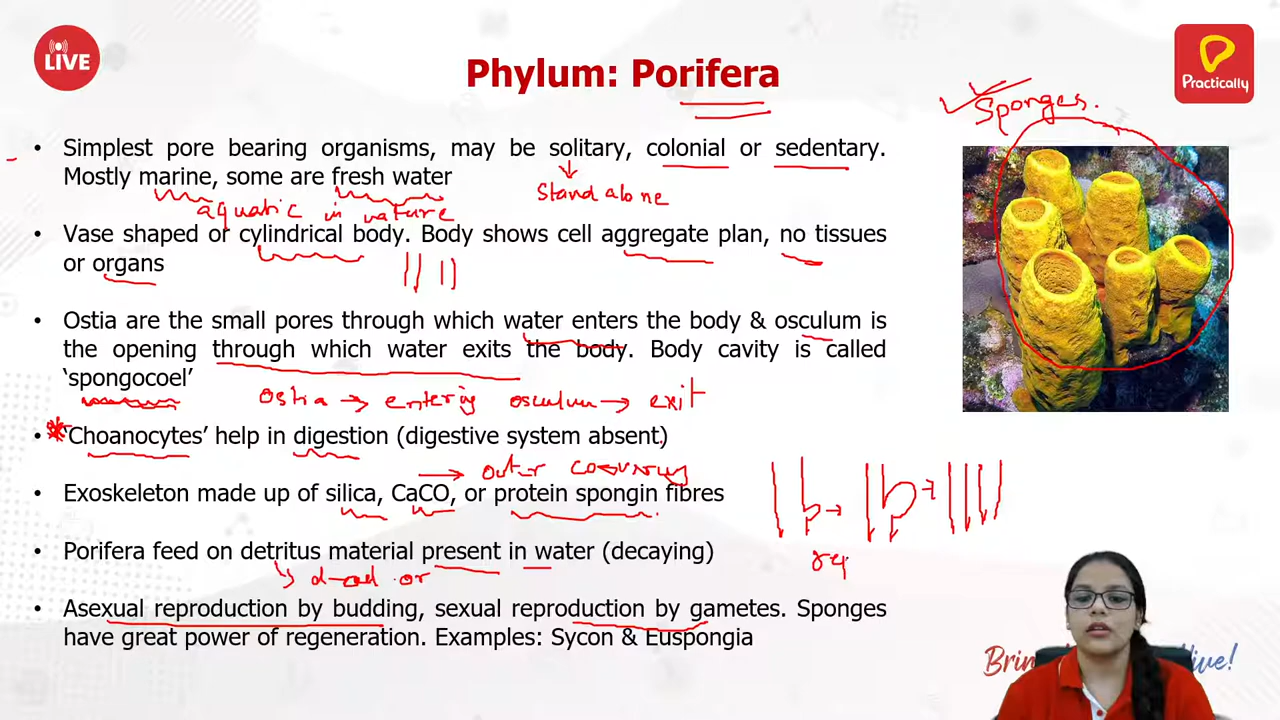 LIVE
Phylum: Porifera
Practically
Sponges.
• Simplest pore bearing organisms, may be solitary, colonial or sedentary.
Mostly marine, some are fresh water
Stand alone
aquatic in nature
• Vase shaped or cylindrical body. Body shows cell aggregate plan, no tissues
or organs
• Ostia are the small pores through which water enters the body & osculum is
the opening through which water exits the body. Body cavity is called
‘spongocoel’
Ostia → entering osculum → exit
• ‘Choanocytes’ help in digestion (digestive system absent)
→ outer
• Exoskeleton made up of silica, CaCO, or protein spongin fibres
• Porifera feed on detritus material present in water (decaying)
dead or
• Asexual reproduction by budding, sexual reproduction by gametes. Sponges
have great power of regeneration. Examples: Sycon & Euspongia